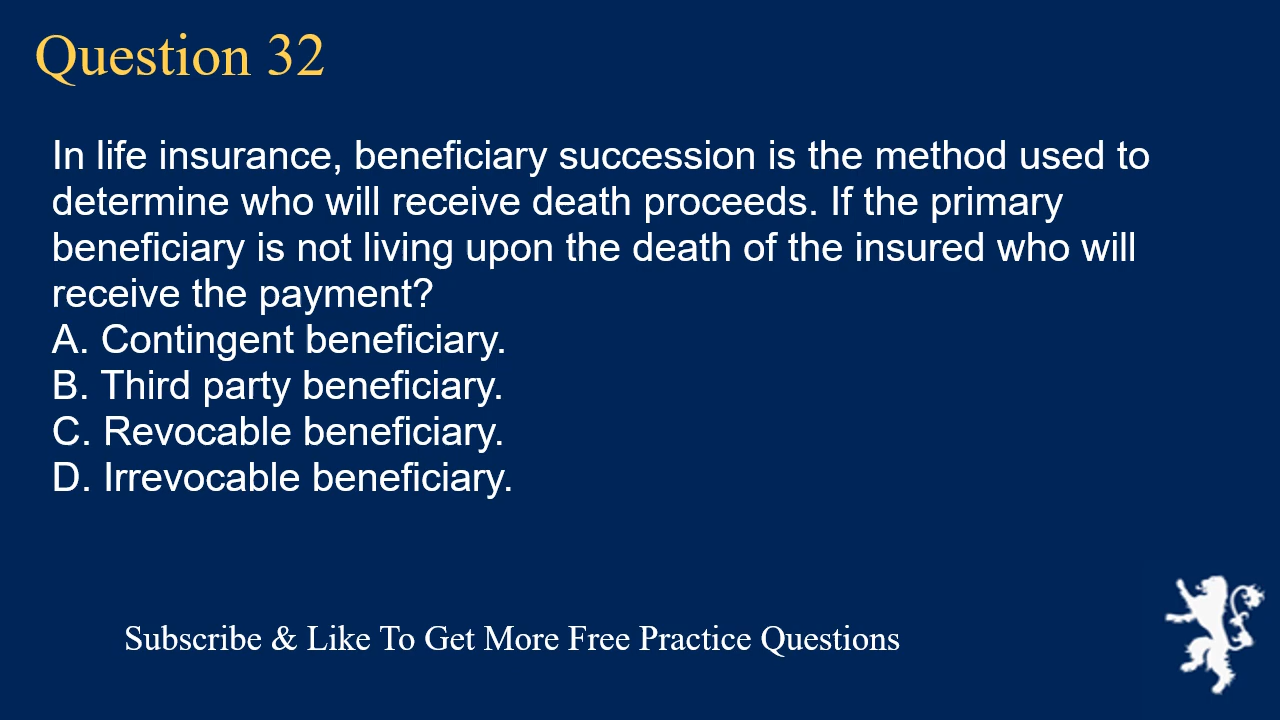 Question 32
In life insurance, beneficiary succession is the method used to
determine who will receive death proceeds. If the primary
beneficiary is not living upon the death of the insured who will
receive the payment?
A. Contingent beneficiary.
B. Third party beneficiary.
C. Revocable beneficiary.
D. Irrevocable beneficiary.
Subscribe & Like To Get More Free Practice Questions